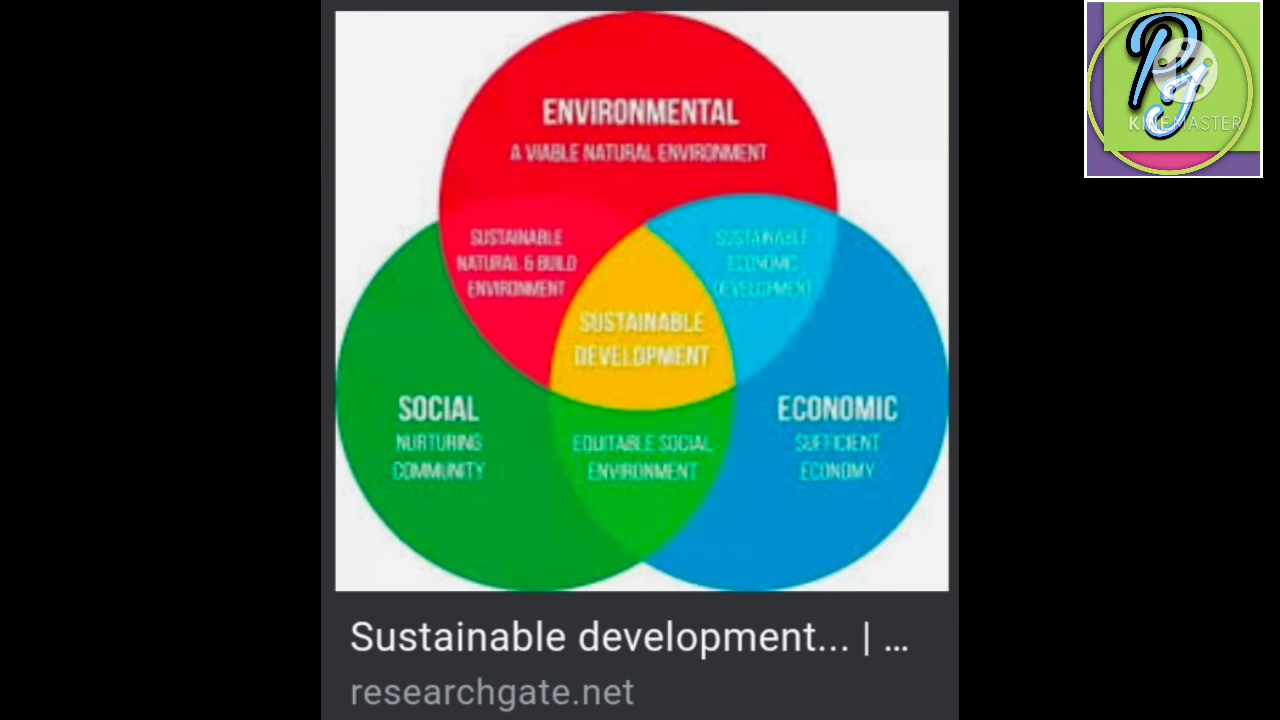 ENVIRONMENTAL
A VIABLE NATURAL ENVIRONMENT
SUSTAINABLE
NATURAL & BUILD
ENVIRONMENT
SUSTAINABLE
ECONOMIC
DEVELOPMENT
SUSTAINABLE
DEVELOPMENT
SOCIAL
NURTURING
COMMUNITY
EQUITABLE SOCIAL
ENVIRONMENT
ECONOMIC
SUFFICIENT
ECONOMY
Sustainable development... | ...
researchgate.net
KINEMASTER